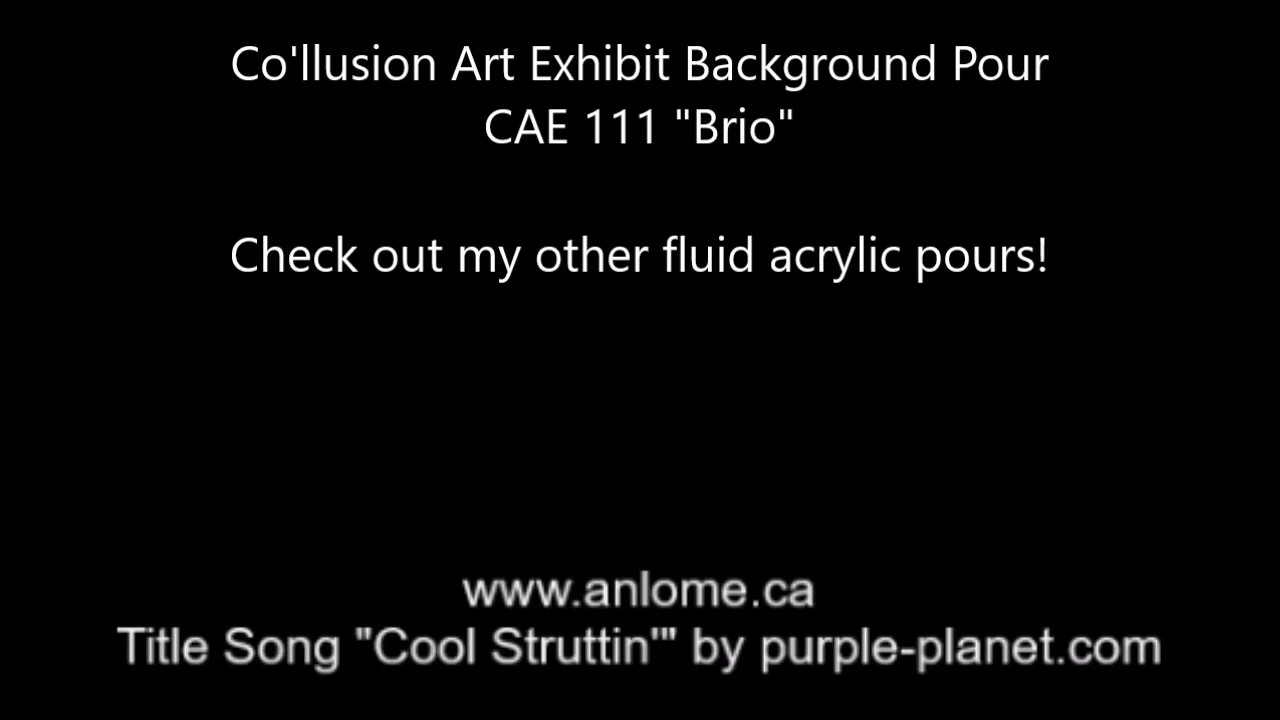 Co'llusion Art Exhibit Background Pour
CAE 111 "Brio"
Check out my other fluid acrylic pours!
www.anlome.ca
Title Song "Cool Struttin'" by purple-planet.com